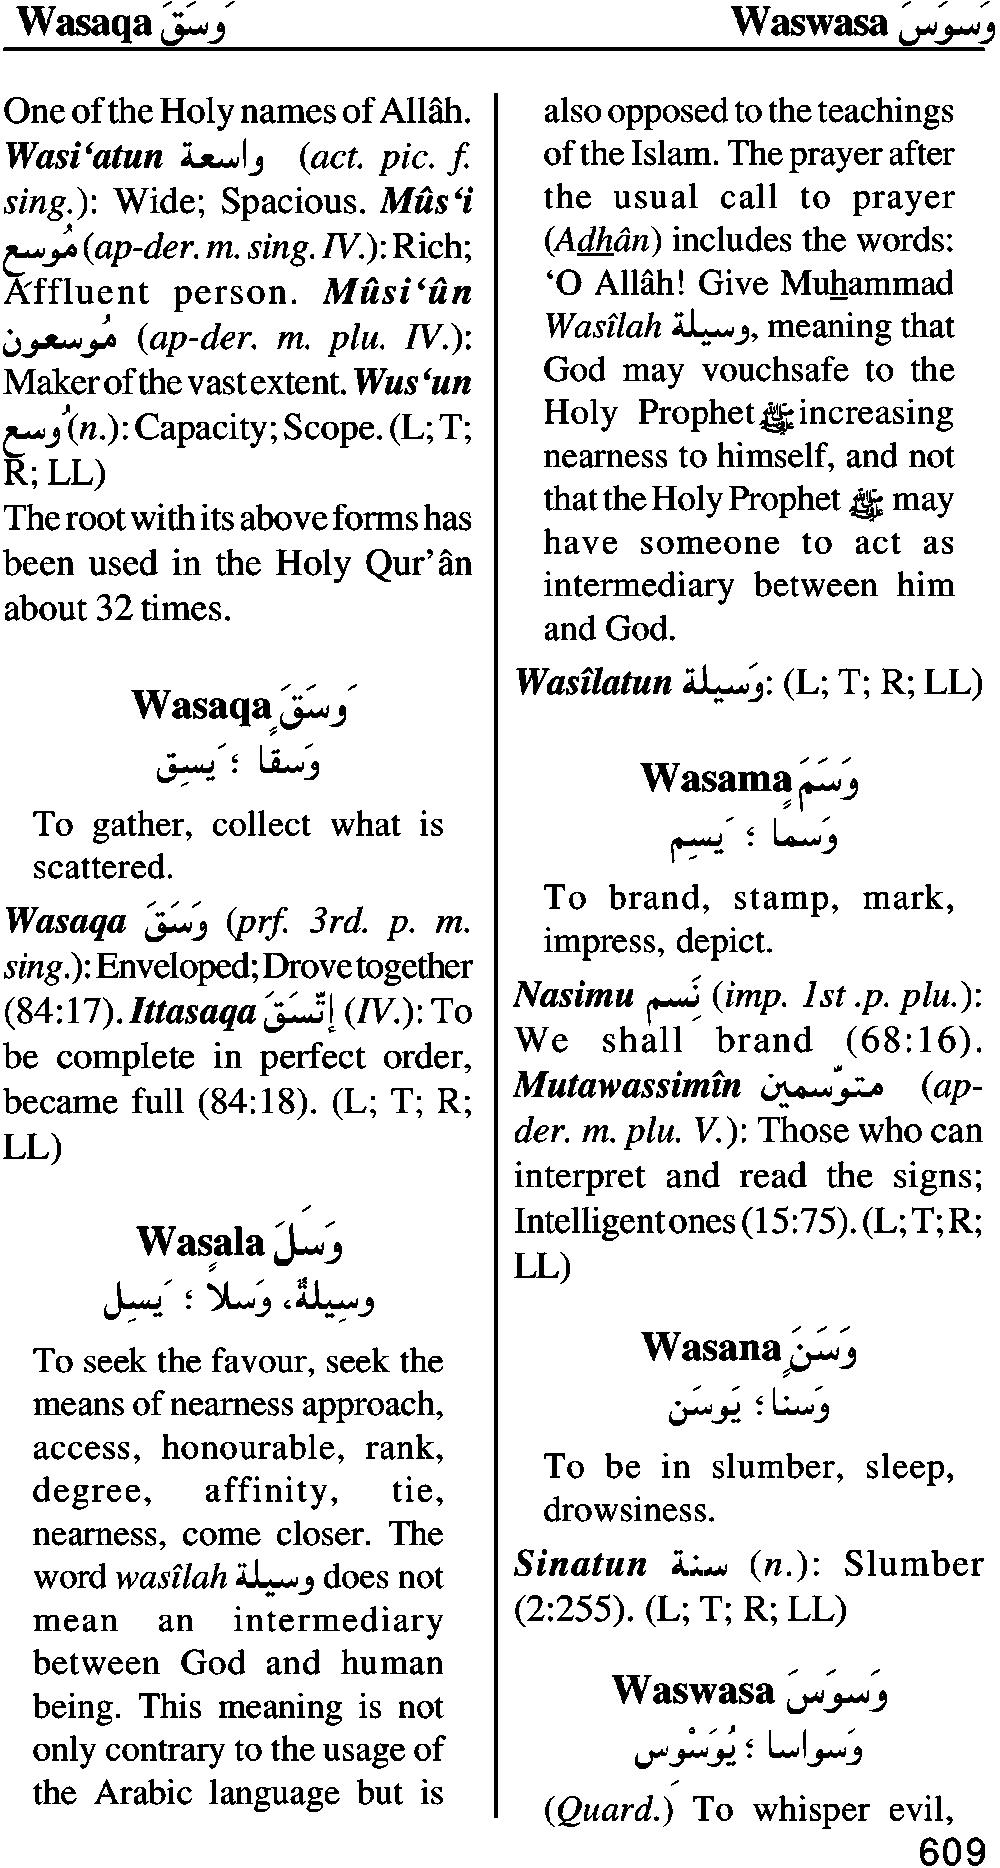 Wasaqa وَسَقَ
Waswasa وَسوَسَ
One of the Holy names of Allâh.
Wasi‘atun واسعة (act. pic. f.
sing.): Wide; Spacious. Mûs‘i
مُوسع (ap-der. m. sing. IV.): Rich;
Affluent person. Mûsi‘ûn
مُوسعون (ap-der. m. plu. IV.):
Maker of the vast extent. Wus‘un
وُسع (n.): Capacity; Scope. (L; T;
R; LL)
The root with its above forms has
been used in the Holy Qur’ân
about 32 times.
Wasaqa وَسَقَ
وَسقًا ؛ يَسِق
To gather, collect what is
scattered.
Wasaqa وَسَقَ (prf. 3rd. p. m.
sing.): Enveloped; Drove together
(84:17). Ittasaqa إتَّسَقَ (IV.): To
be complete in perfect order,
became full (84:18). (L; T; R;
LL)
Wasala وَسَلَ
وسِيلةٌ، وَسلاً ؛ يَسِل
To seek the favour, seek the
means of nearness approach,
access, honourable, rank,
degree, affinity, tie,
nearness, come closer. The
word wasîlah وسيلة does not
mean an intermediary
between God and human
being. This meaning is not
only contrary to the usage of
the Arabic language but is
also opposed to the teachings
of the Islam. The prayer after
the usual call to prayer
(Adhân) includes the words:
‘O Allâh! Give Muhammad
Wasîlah وسيلة, meaning that
God may vouchsafe to the
Holy Prophet ﷺ increasing
nearness to himself, and not
that the Holy Prophet ﷺ may
have someone to act as
intermediary between him
and God.
Wasîlatun وَسيلة: (L; T; R; LL)
Wasama وَسَمَ
وَسما ؛ يَسِم
To brand, stamp, mark,
impress, depict.
Nasimu نَسِم (imp. 1st .p. plu.):
We shall brand (68:16).
Mutawassimîn متوسّمين (ap-
der. m. plu. V.): Those who can
interpret and read the signs;
Intelligent ones (15:75). (L; T; R;
LL)
Wasana وَسَنَ
وَسنا ؛ يَوسَن
To be in slumber, sleep,
drowsiness.
Sinatun سنة (n.): Slumber
(2:255). (L; T; R; LL)
Waswasa وَسوَسَ
وَسواسا ؛ يُوَسْوِس
(Quard.) To whisper evil,
609